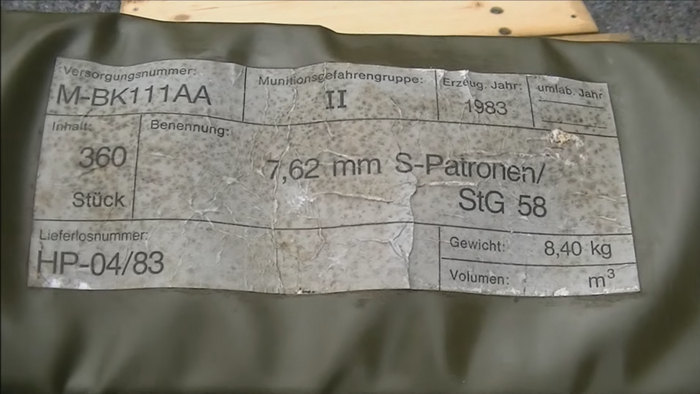 Versorgungsnummer:
M-BK111AA
Munitionsgefahrengruppe:
II
Erzeug. Jahr:
1983
umlab. Jahr
Inhalt:
360
Stück
Benennung:
7,62 mm S-Patronen/
StG 58
Lieferlosnummer:
HP-04/83
Gewicht: 8,40 kg
Volumen: m³